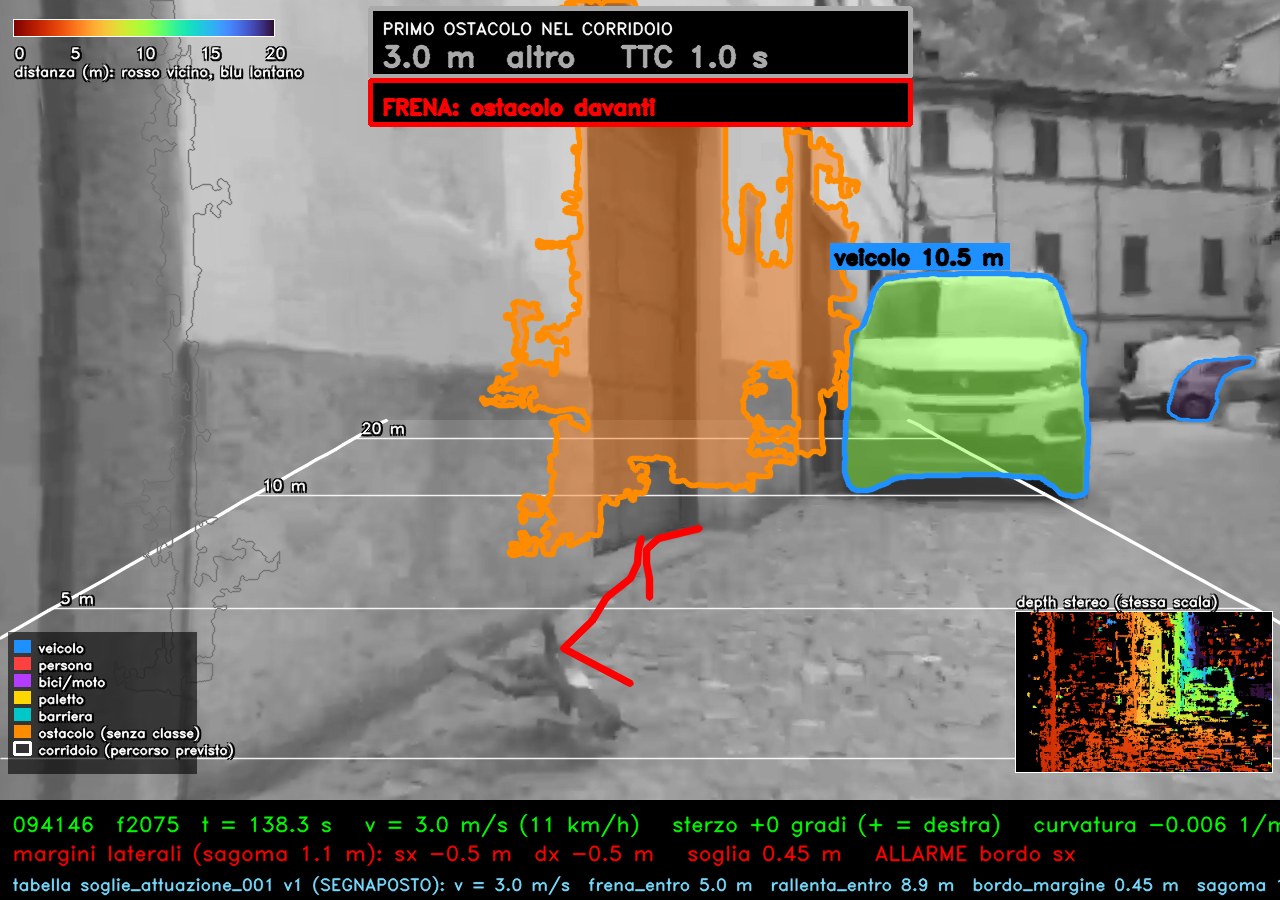 PRIMO OSTACOLO NEL CORRIDOIO
3.0 m altro TTC 1.0 s
FRENA: ostacolo davanti
0 5 10 15 20
distanza (m): rosso vicino, blu lontano
veicolo 10.5 m
20 m
10 m
5 m
depth stereo (stessa scala)
veicolo
persona
bici/moto
paletto
barriera
ostacolo (senza classe)
corridoio (percorso previsto)
094146 f2075 t = 138.3 s v = 3.0 m/s (11 km/h) sterzo +0 gradi (+ = destra) curvatura −0.006 1/m
margini laterali (sagoma 1.1 m): sx −0.5 m dx −0.5 m soglia 0.45 m ALLARME bordo sx
tabella soglie_attuazione_001 v1 (SEGNAPOSTO): v = 3.0 m/s frena_entro 5.0 m rallenta_entro 8.9 m bordo_margine 0.45 m sagoma